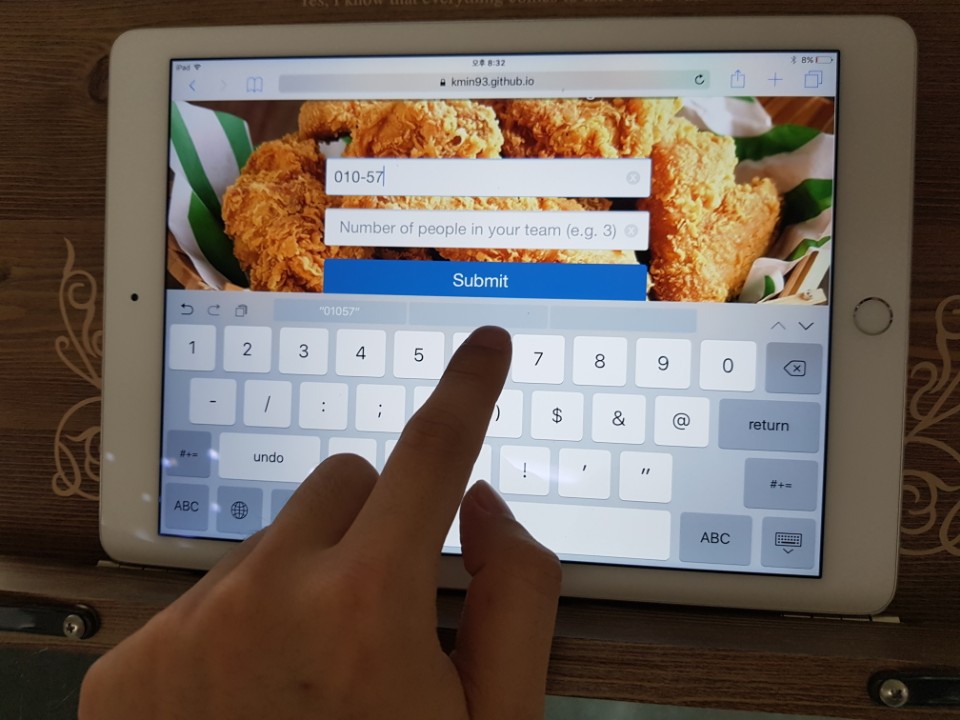 Yes, I know that everything comes to
iPad 오후 8:32 8%
kmin93.github.io
010-57
Number of people in your team (e.g. 3)
Submit
"01057"
1 2 3 4 5 7 8 9 0
- / : ; ) $ & @ return
#+= undo ! ' " #+=
ABC ABC